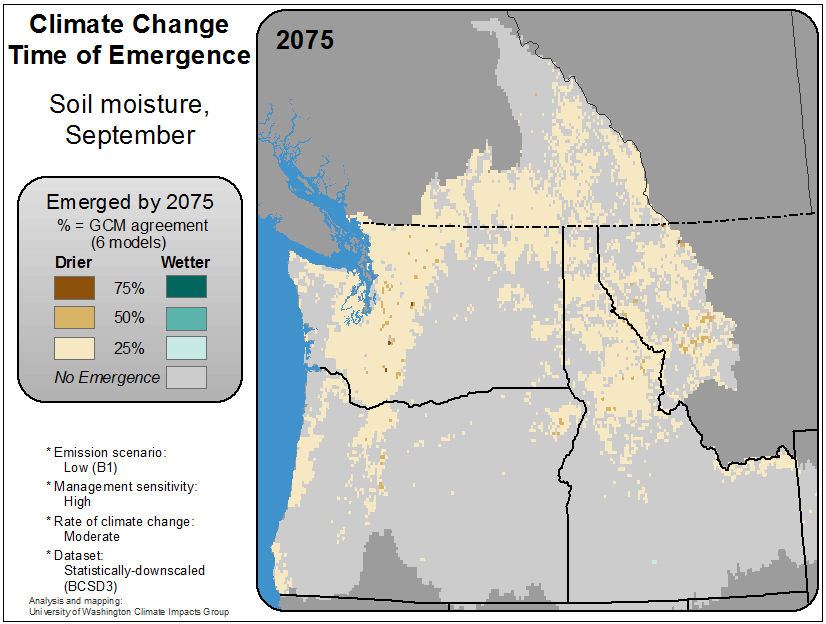 Climate Change
Time of Emergence
Soil moisture,
September
2075
Emerged by 2075
% = GCM agreement
(6 models)
Drier Wetter
75%
50%
25%
No Emergence
* Emission scenario:
Low (B1)
* Management sensitivity:
High
* Rate of climate change:
Moderate
* Dataset:
Statistically-downscaled
(BCSD3)
Analysis and mapping:
University of Washington Climate Impacts Group